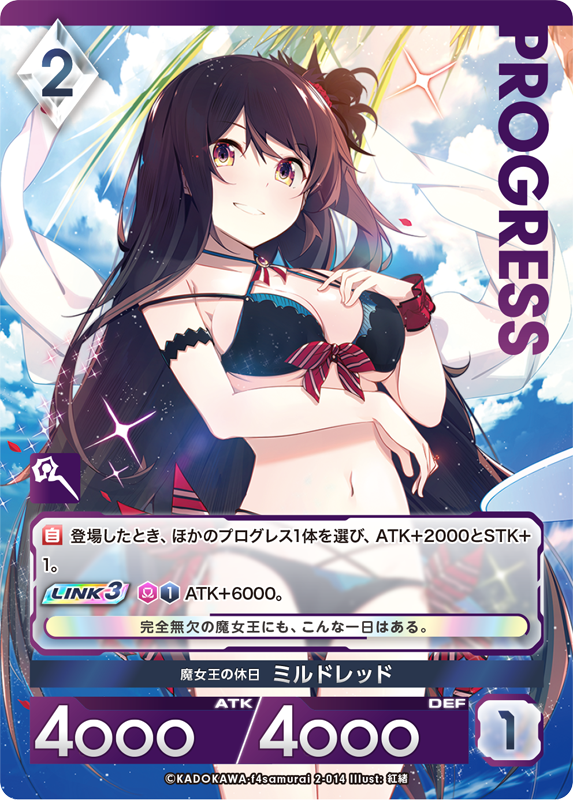 2
PROGRESS
自 登場したとき、ほかのプログレス1体を選び、ATK+2000とSTK+
1。
LINK 3 1 ATK+6000。
完全無欠の魔女王にも、こんな一日はある。
魔女王の休日 ミルドレッド
ATK DEF
4000 / 4000 1
©KADOKAWA-f4samurai 2-014 Illust: 紅緒